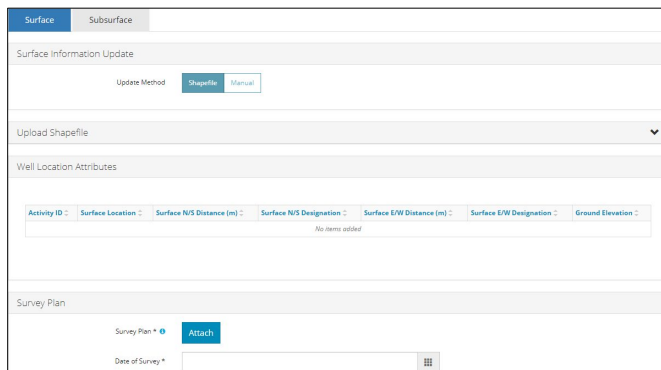 Surface Subsurface
Surface Information Update
Update Method Shapefile Manual
Upload Shapefile
Well Location Attributes
Activity ID Surface Location Surface N/S Distance (m) Surface N/S Designation Surface E/W Distance (m) Surface E/W Designation Ground Elevation
No items added
Survey Plan
Survey Plan * Attach
Date of Survey *